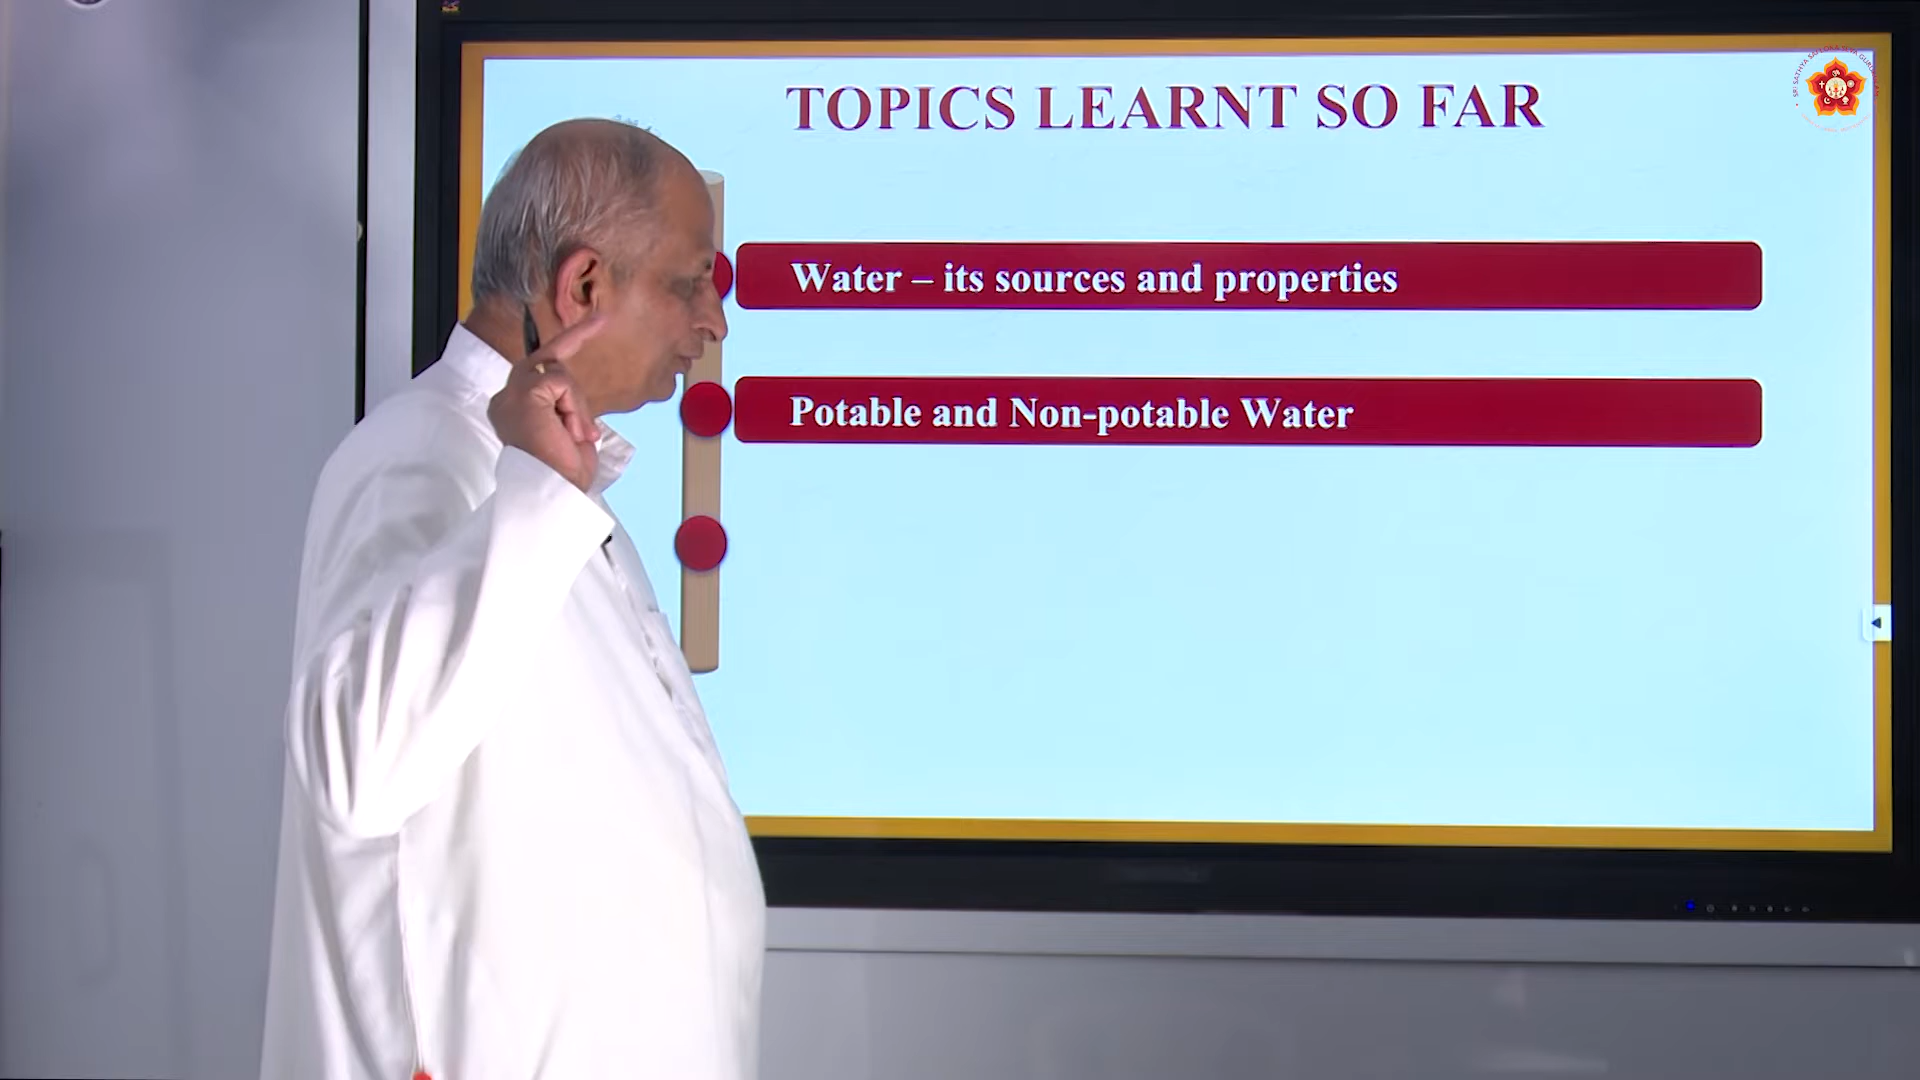 TOPICS LEARNT SO FAR
Water – its sources and properties
Potable and Non-potable Water